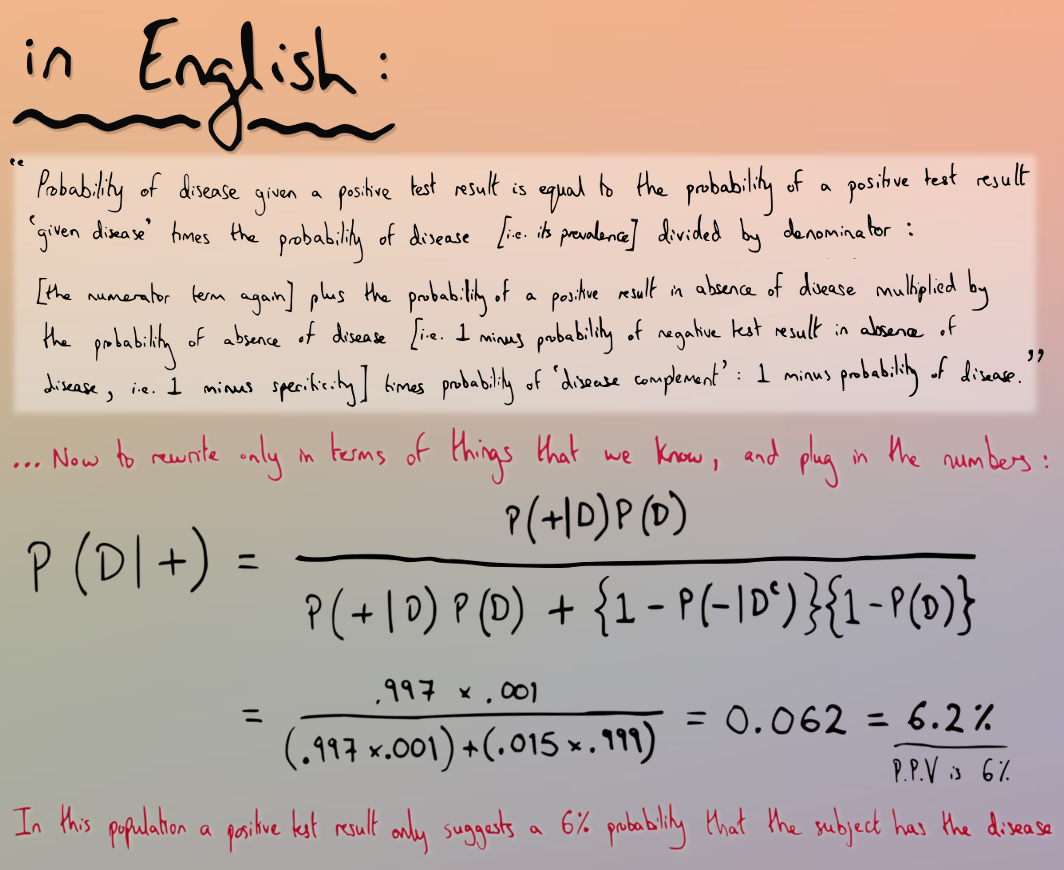 in English:
“Probability of disease given a positive test result is equal to the probability of a positive test result
‘given disease’ times the probability of disease [i.e. its prevalence] divided by denominator :
[the numerator term again] plus the probability of a positive result in absence of disease multiplied by
the probability of absence of disease [i.e. 1 minus probability of negative test result in absence of
disease, i.e. 1 minus specificity] times probability of ‘disease complement’ : 1 minus probability of disease.”
... Now to rewrite only in terms of things that we know, and plug in the numbers :
P(+|D)P(D)
P(D|+) =
P(+|D) P(D) + {1 - P(-|Dᶜ)}{1 - P(D)}
.997 × .001
= (.997 × .001) + (.015 × .999) = 0.062 = 6.2%
P.P.V is 6%
In this population a positive test result only suggests a 6% probability that the subject has the disease